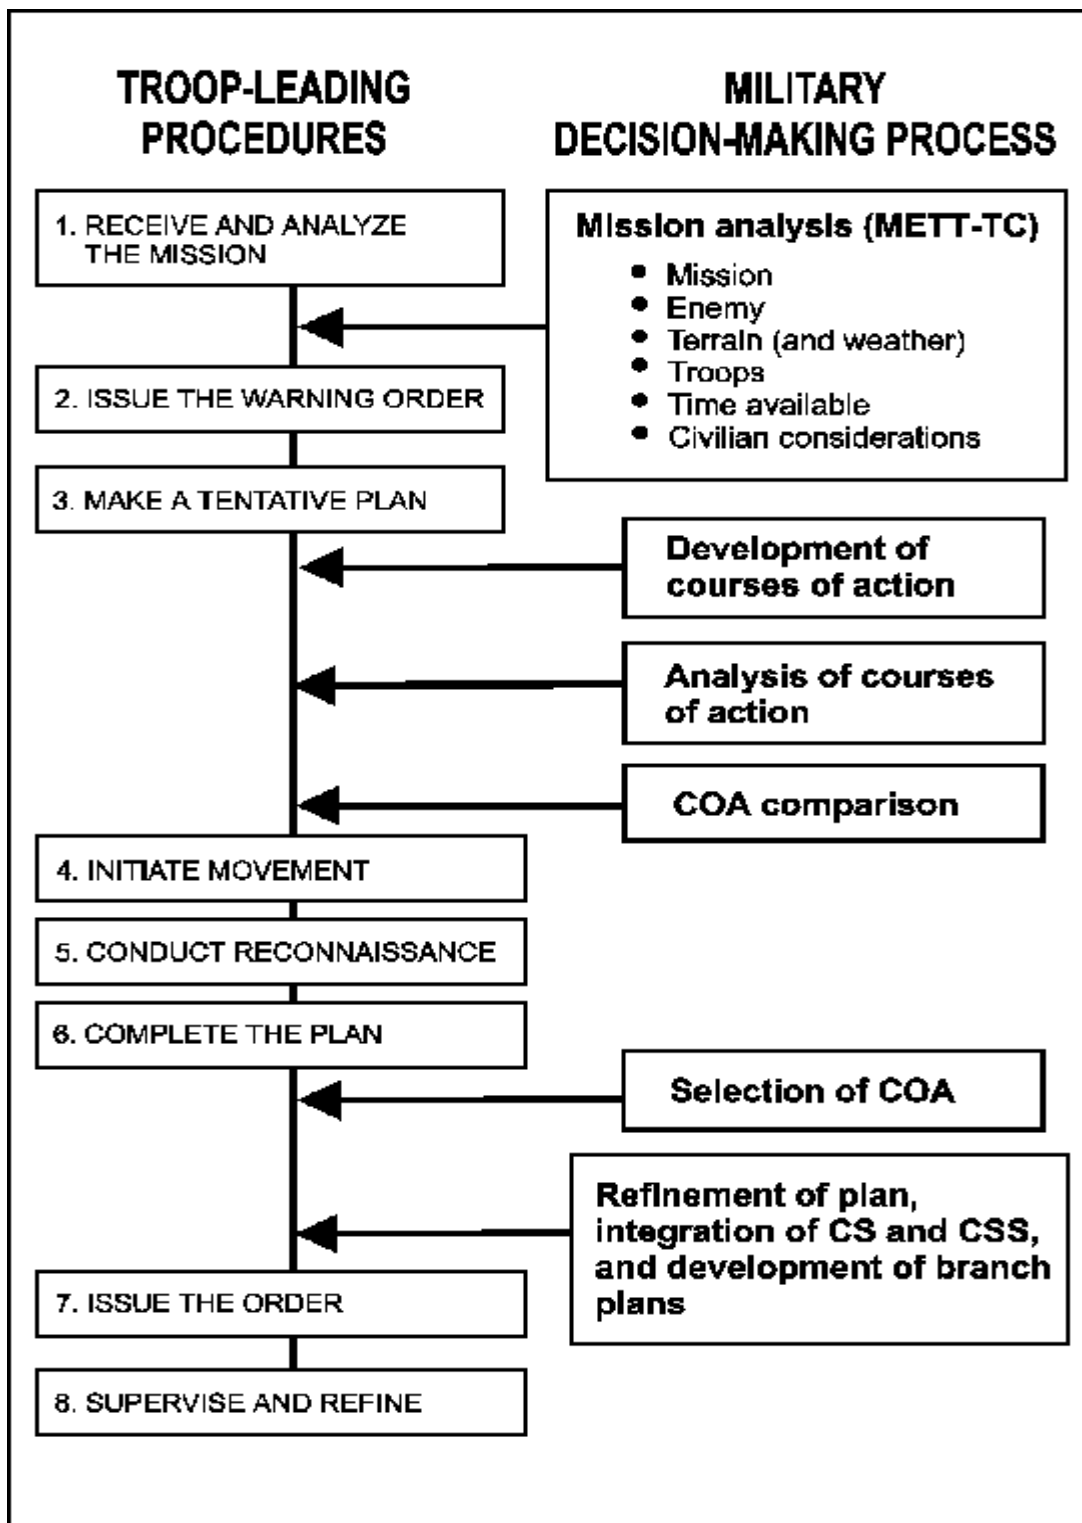 TROOP-LEADING
PROCEDURES
MILITARY
DECISION-MAKING PROCESS
1. RECEIVE AND ANALYZE
THE MISSION
Mission analysis (METT-TC)
• Mission
• Enemy
• Terrain (and weather)
• Troops
• Time available
• Civilian considerations
2. ISSUE THE WARNING ORDER
3. MAKE A TENTATIVE PLAN
Development of
courses of action
Analysis of courses
of action
COA comparison
4. INITIATE MOVEMENT
5. CONDUCT RECONNAISSANCE
6. COMPLETE THE PLAN
Selection of COA
Refinement of plan,
integration of CS and CSS,
and development of branch
plans
7. ISSUE THE ORDER
8. SUPERVISE AND REFINE